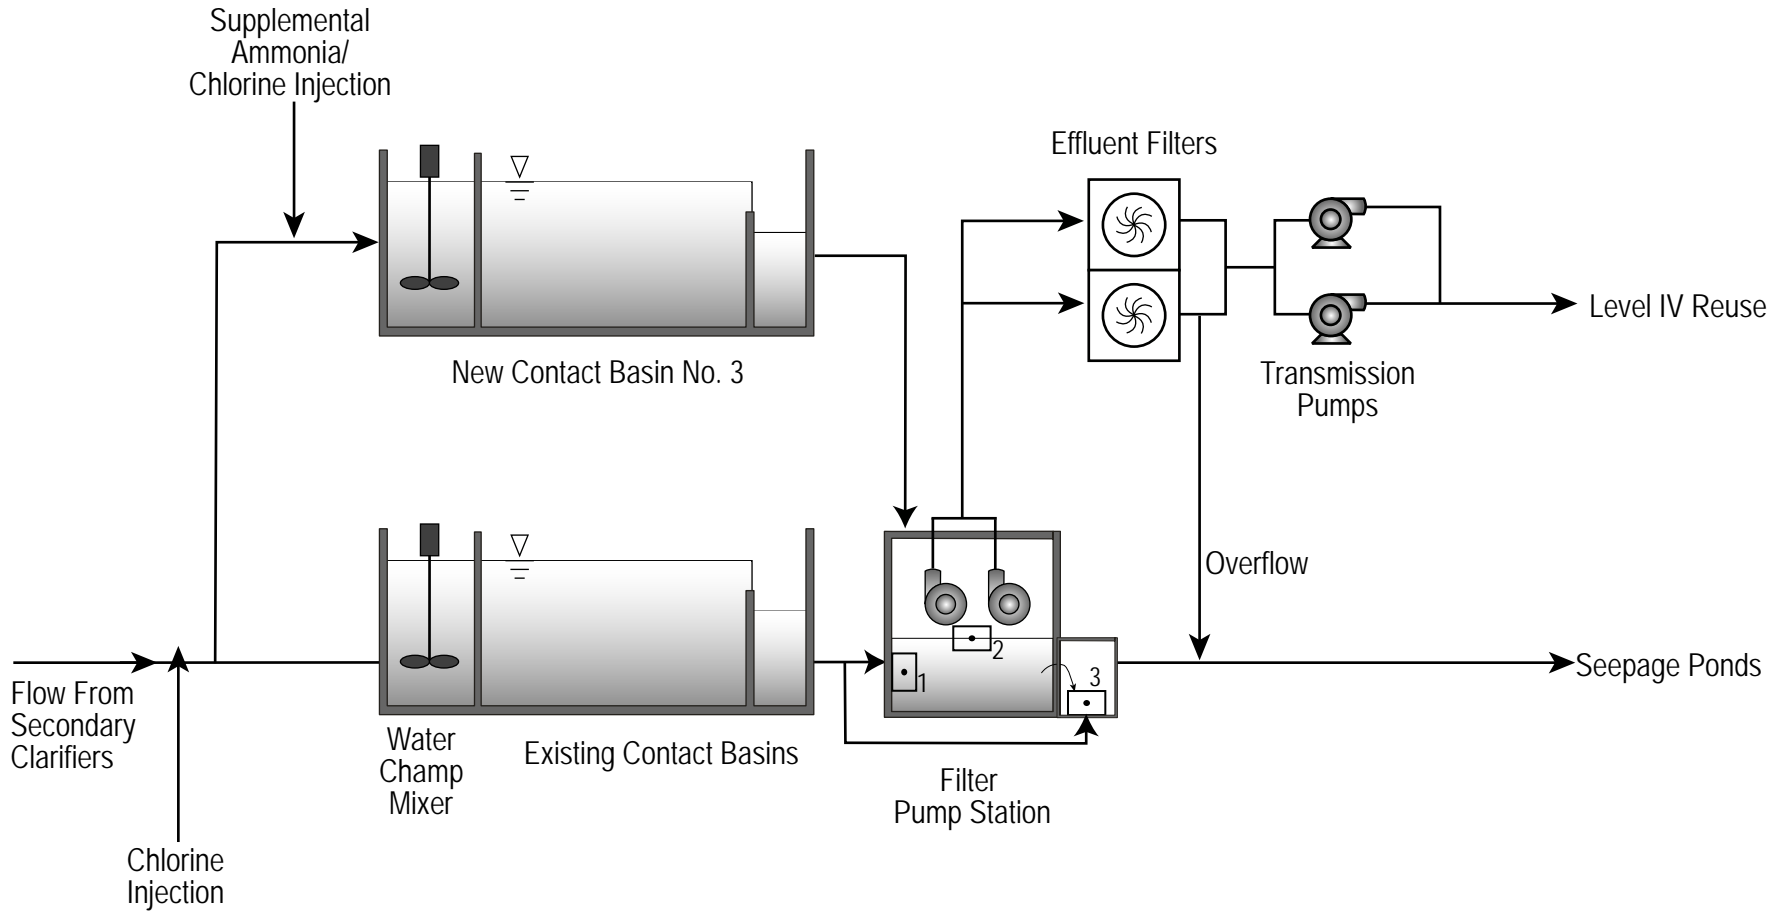 Supplemental
Ammonia/
Chlorine Injection
Effluent Filters
Level IV Reuse
New Contact Basin No. 3
Transmission
Pumps
Overflow
2
1
3
Seepage Ponds
Flow From
Secondary
Clarifiers
Water
Champ
Mixer
Existing Contact Basins
Filter
Pump Station
Chlorine
Injection